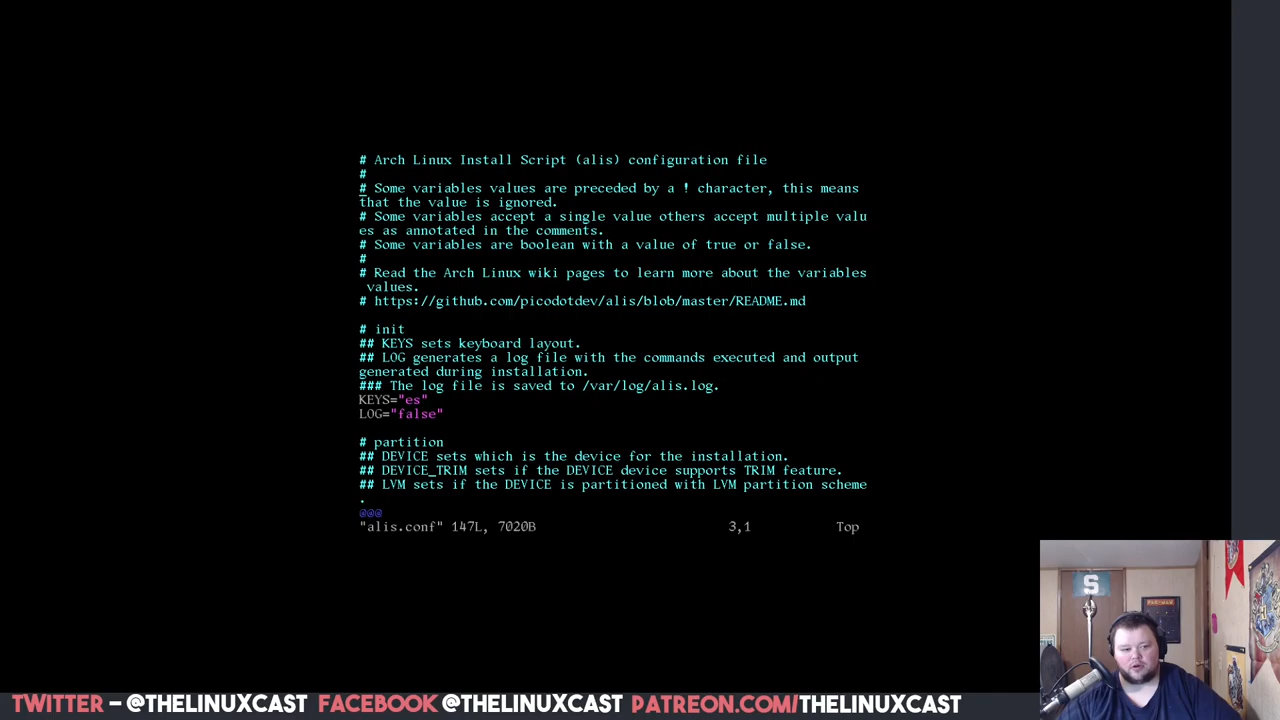 # Arch Linux Install Script (alis) configuration file
#
# Some variables values are preceded by a ! character, this means
that the value is ignored.
# Some variables accept a single value others accept multiple valu
es as annotated in the comments.
# Some variables are boolean with a value of true or false.
#
# Read the Arch Linux wiki pages to learn more about the variables
values.
# https://github.com/picodotdev/alis/blob/master/README.md
# init
## KEYS sets keyboard layout.
## LOG generates a log file with the commands executed and output
generated during installation.
### The log file is saved to /var/log/alis.log.
KEYS="es"
LOG="false"
# partition
## DEVICE sets which is the device for the installation.
## DEVICE_TRIM sets if the DEVICE device supports TRIM feature.
## LVM sets if the DEVICE is partitioned with LVM partition scheme
.
@@@
"alis.conf" 147L, 7020B 3,1 Top
S
TWITTER – @THELINUXCAST FACEBOOK @THELINUXCAST PATREON.COM/THELINUXCAST